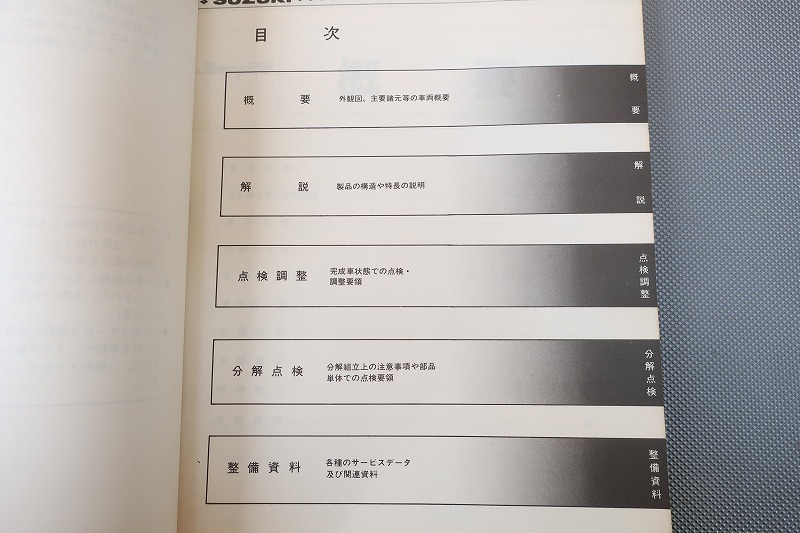 SUZUKI
目次
概要
外観図、主要諸元等の車両概要
概要
解説
製品の構造や特長の説明
解説
点検調整
完成車状態での点検・
調整要領
点検調整
分解点検
分解組立上の注意事項や部品
単体での点検要領
分解点検
整備資料
各種のサービスデータ
及び関連資料
整備資料